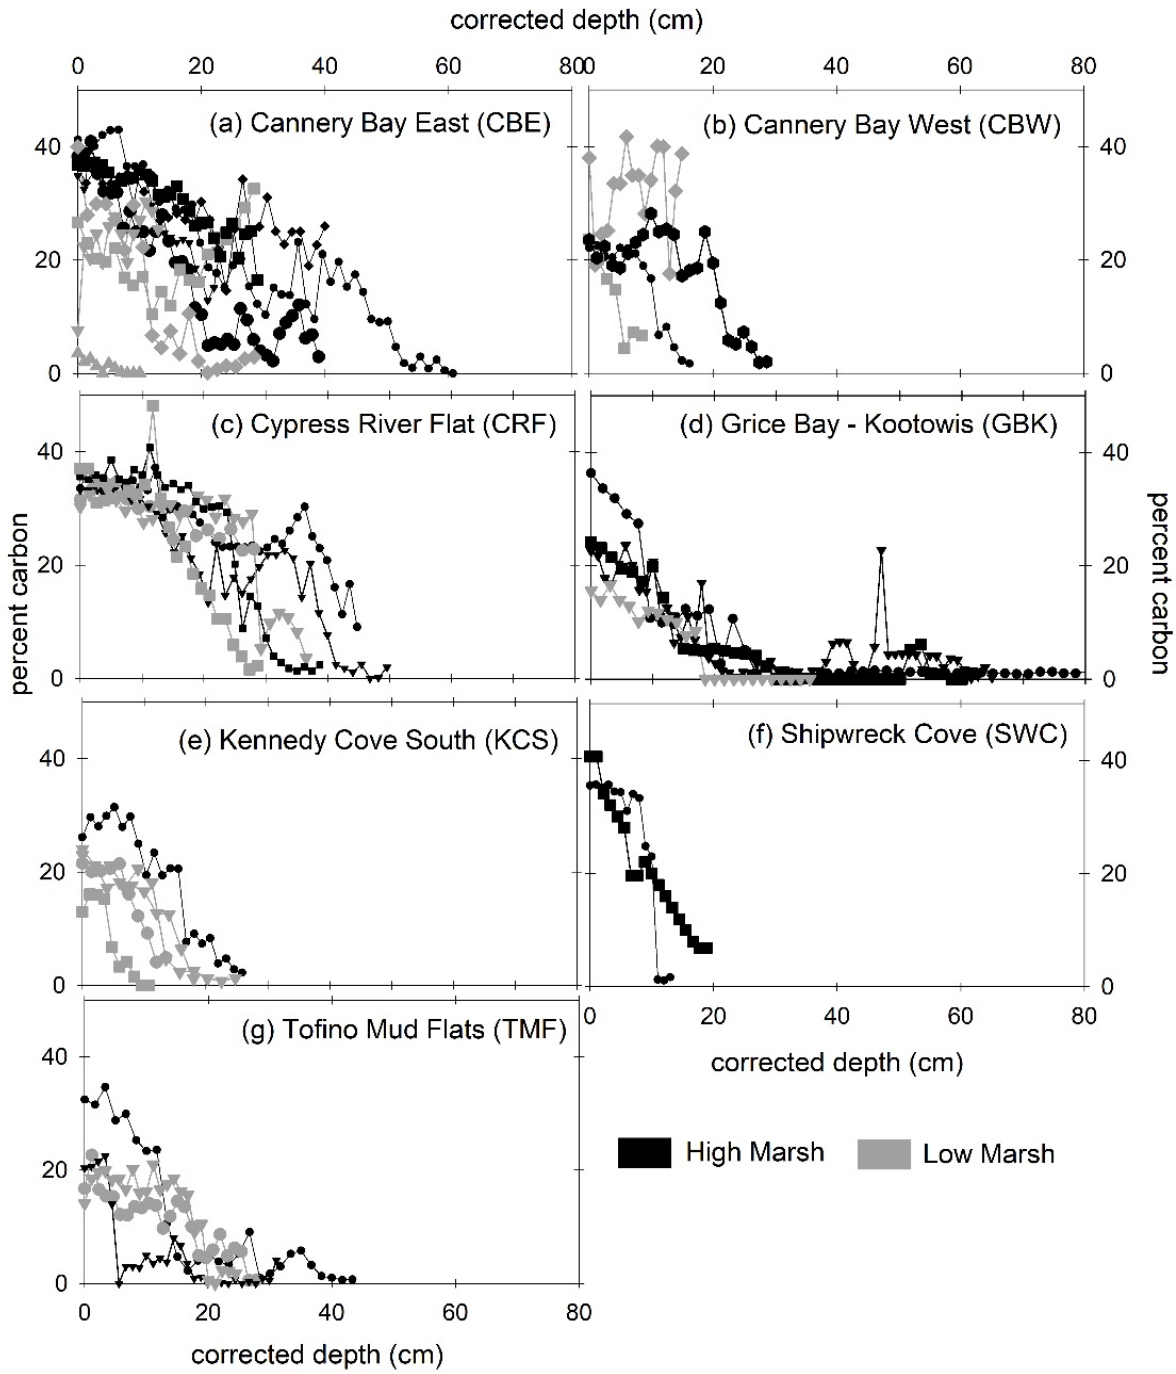 corrected depth (cm)
0 20 40 60 800 20 40 60 80
(a) Cannery Bay East (CBE)
(b) Cannery Bay West (CBW)
40 40
20 20
0 0
(c) Cypress River Flat (CRF)
(d) Grice Bay - Kootowis (GBK)
40 40
20 20
0 0
percent carbon
percent carbon
(e) Kennedy Cove South (KCS)
(f) Shipwreck Cove (SWC)
40 40
20 20
0 0
0 20 40 60 80
corrected depth (cm)
(g) Tofino Mud Flats (TMF)
40
20
0
0 20 40 60 80
corrected depth (cm)
High Marsh Low Marsh